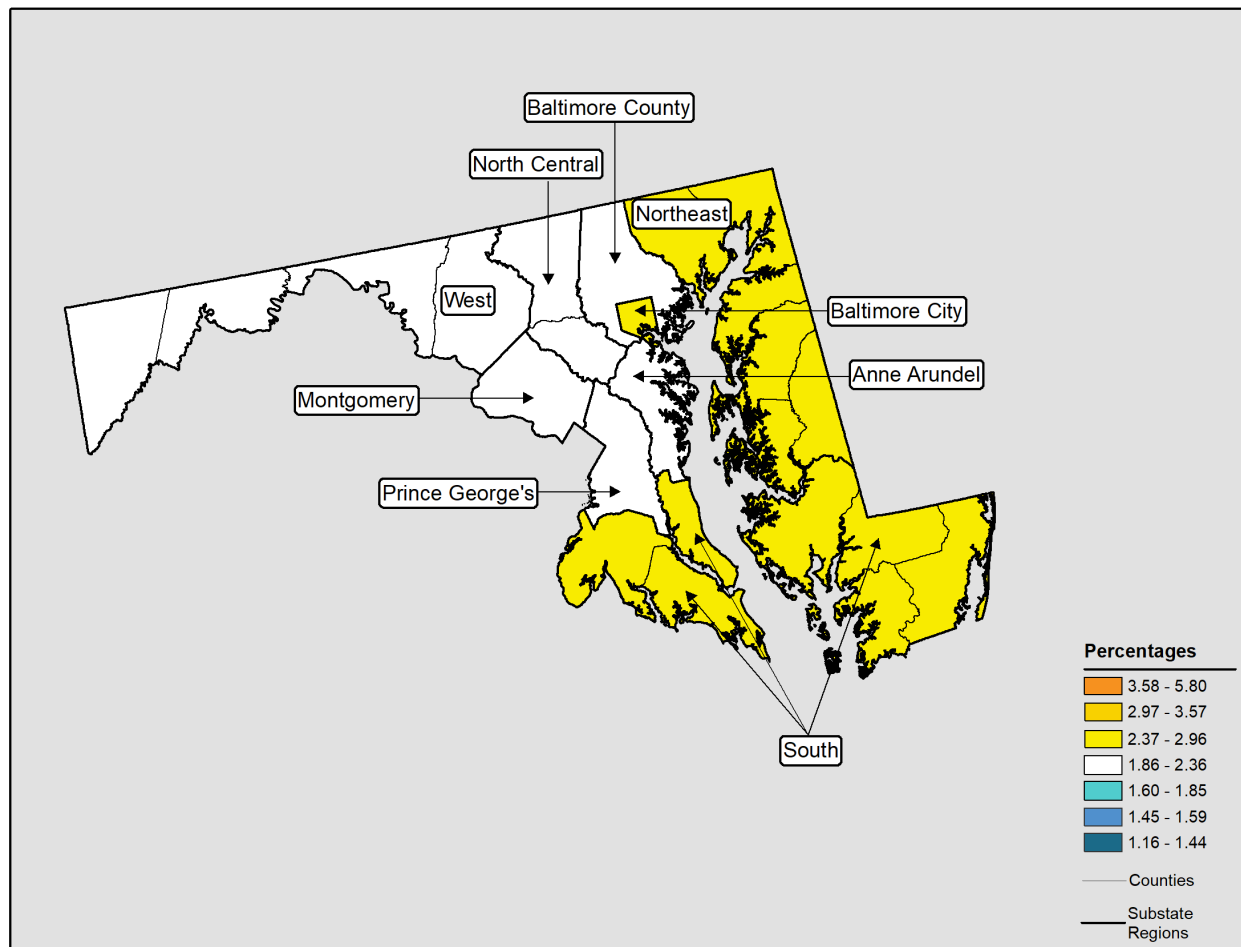 Baltimore County
North Central
Northeast
West
Baltimore City
Anne Arundel
Montgomery
Prince George's
South
Percentages
3.58 - 5.80
2.97 - 3.57
2.37 - 2.96
1.86 - 2.36
1.60 - 1.85
1.45 - 1.59
1.16 - 1.44
Counties
Substate
Regions